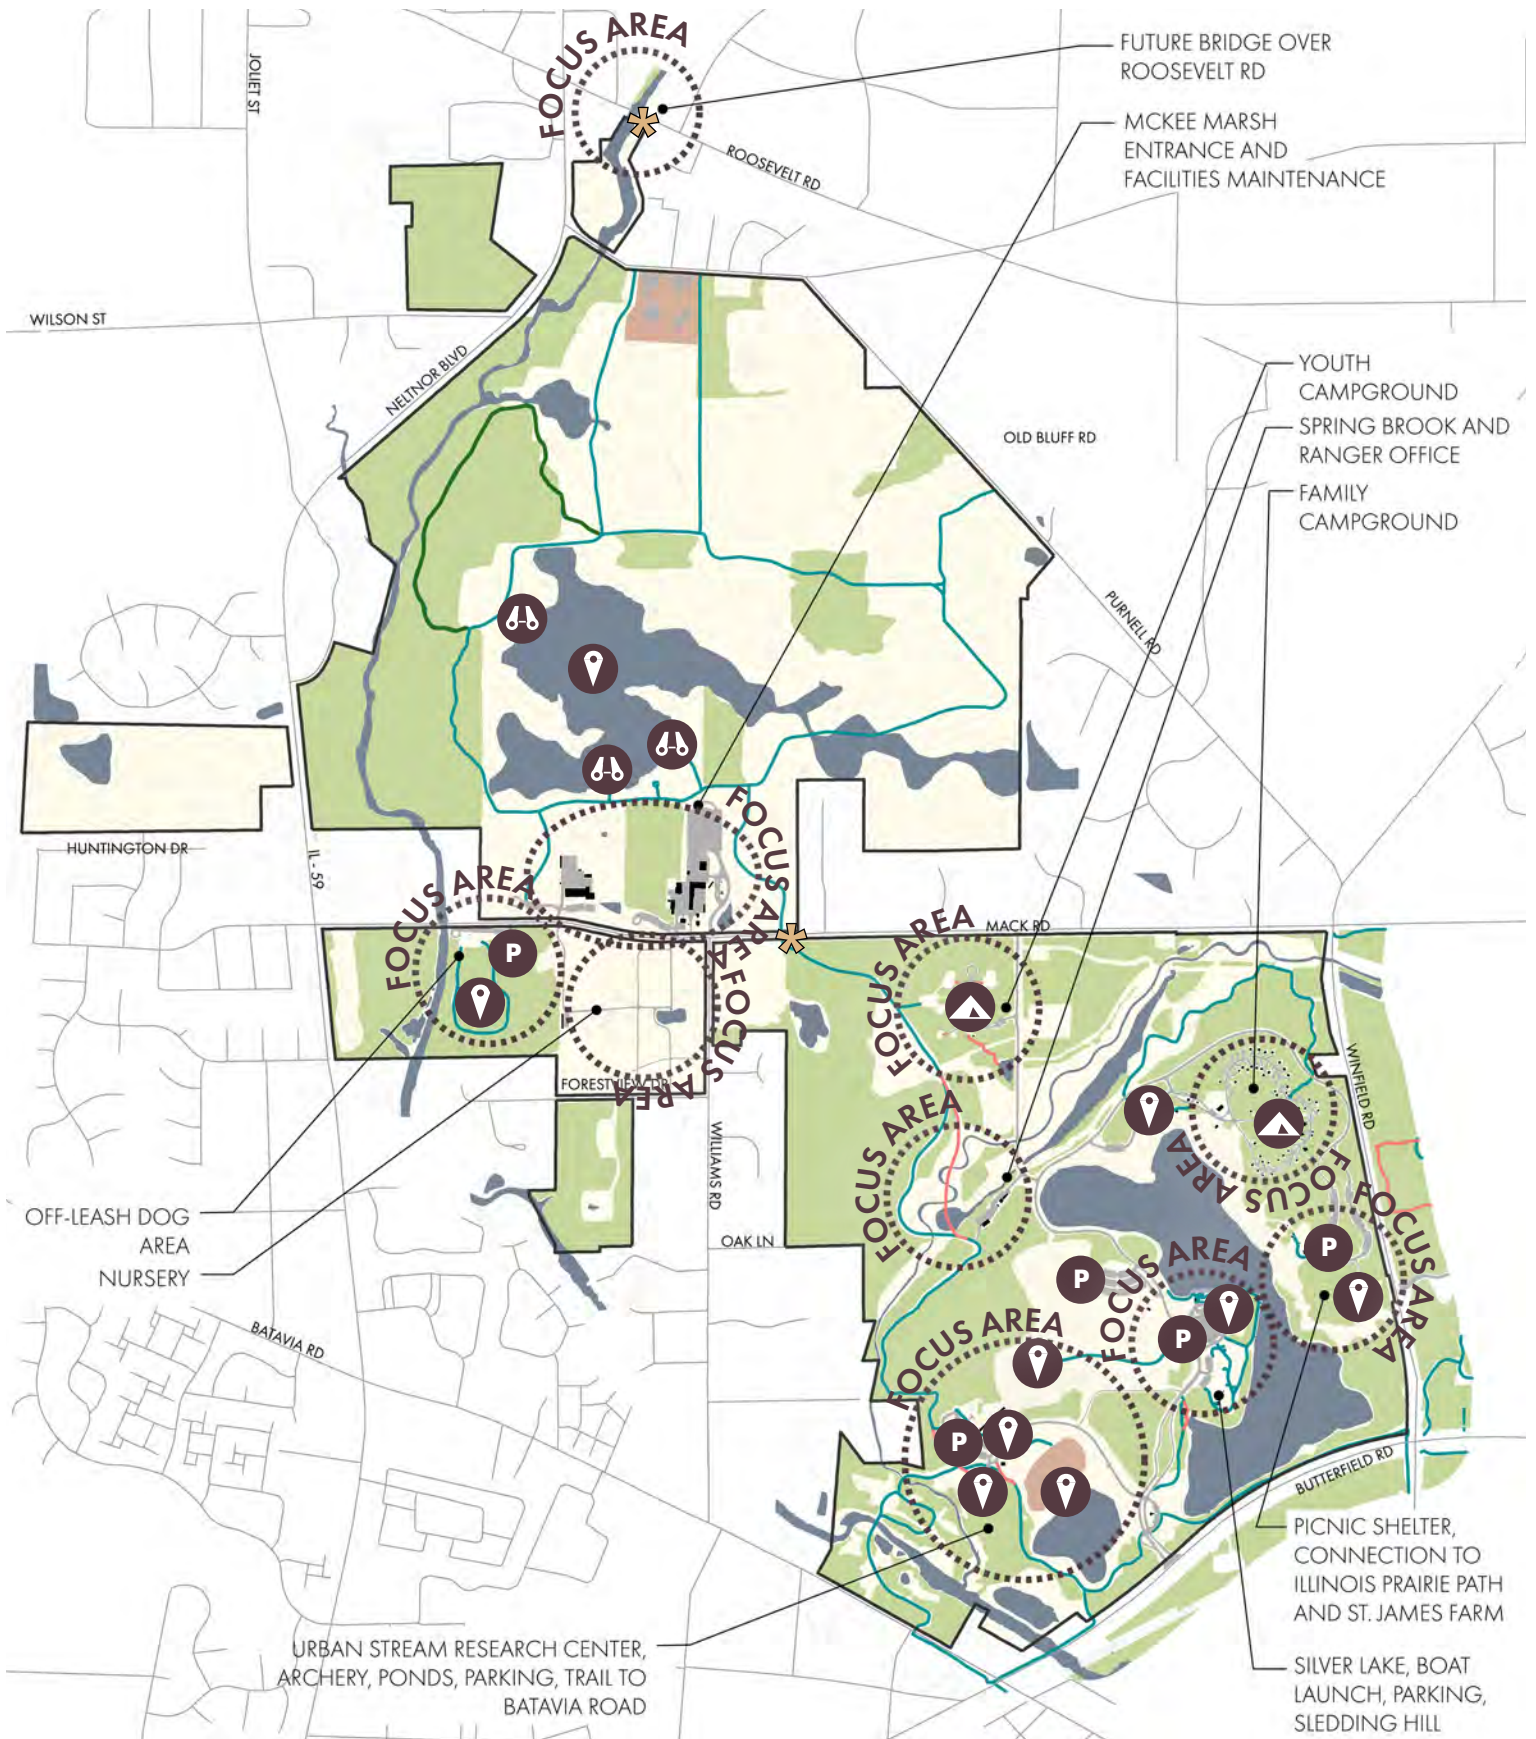 FOCUS AREA
FUTURE BRIDGE OVER
ROOSEVELT RD
JOLIET ST
MCKEE MARSH
ENTRANCE AND
FACILITIES MAINTENANCE
ROOSEVELT RD
WILSON ST
NELTNOR BLVD
YOUTH
CAMPGROUND
SPRING BROOK AND
RANGER OFFICE
OLD BLUFF RD
FAMILY
CAMPGROUND
PURNELL RD
HUNTINGTON DR
IL - 59
FOCUS AREA
FOCUS AREA
MACK RD
FOCUS AREA
P
FOCUS AREA
FORESTVIEW DR
WINFIELD RD
FOCUS AREA
FOCUS AREA
WILLIAMS RD
OFF-LEASH DOG
AREA
NURSERY
OAK LN
FOCUS AREA
P
P
FOCUS AREA
P
FOCUS AREA
BATAVIA RD
P
BUTTERFIELD RD
PICNIC SHELTER,
CONNECTION TO
ILLINOIS PRAIRIE PATH
AND ST. JAMES FARM
URBAN STREAM RESEARCH CENTER,
ARCHERY, PONDS, PARKING, TRAIL TO
BATAVIA ROAD
SILVER LAKE, BOAT
LAUNCH, PARKING,
SLEDDING HILL